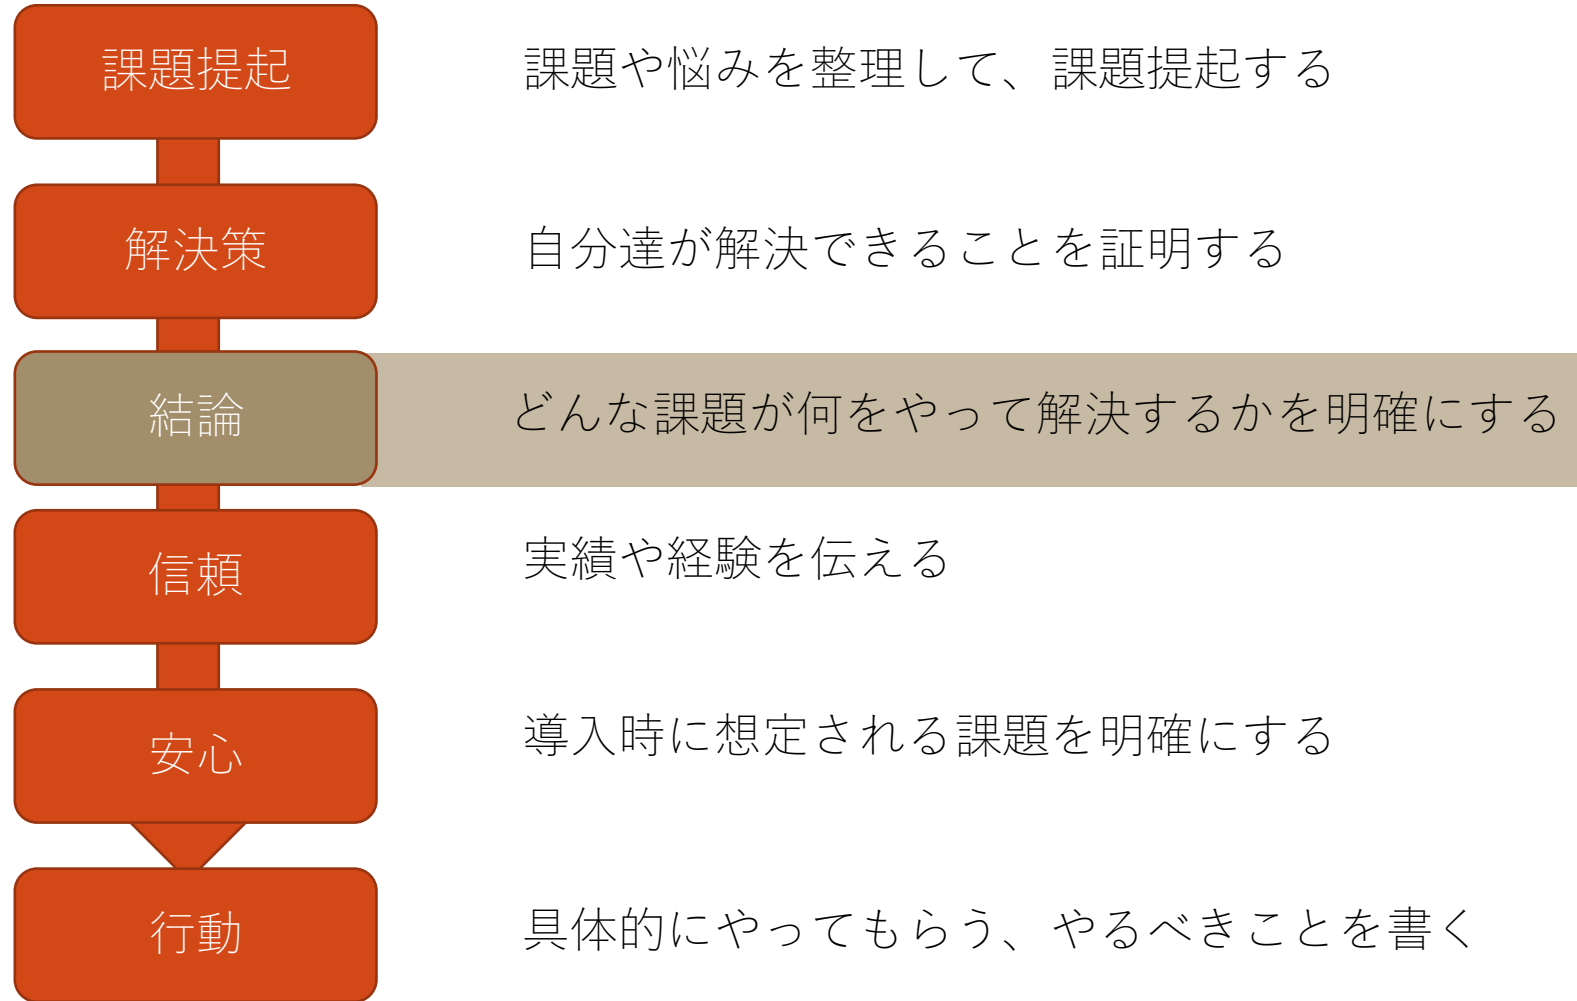 課題提起
課題や悩みを整理して、課題提起する
解決策
自分達が解決できることを証明する
結論
どんな課題が何をやって解決するかを明確にする
信頼
実績や経験を伝える
安心
導入時に想定される課題を明確にする
行動
具体的にやってもらう、やるべきことを書く